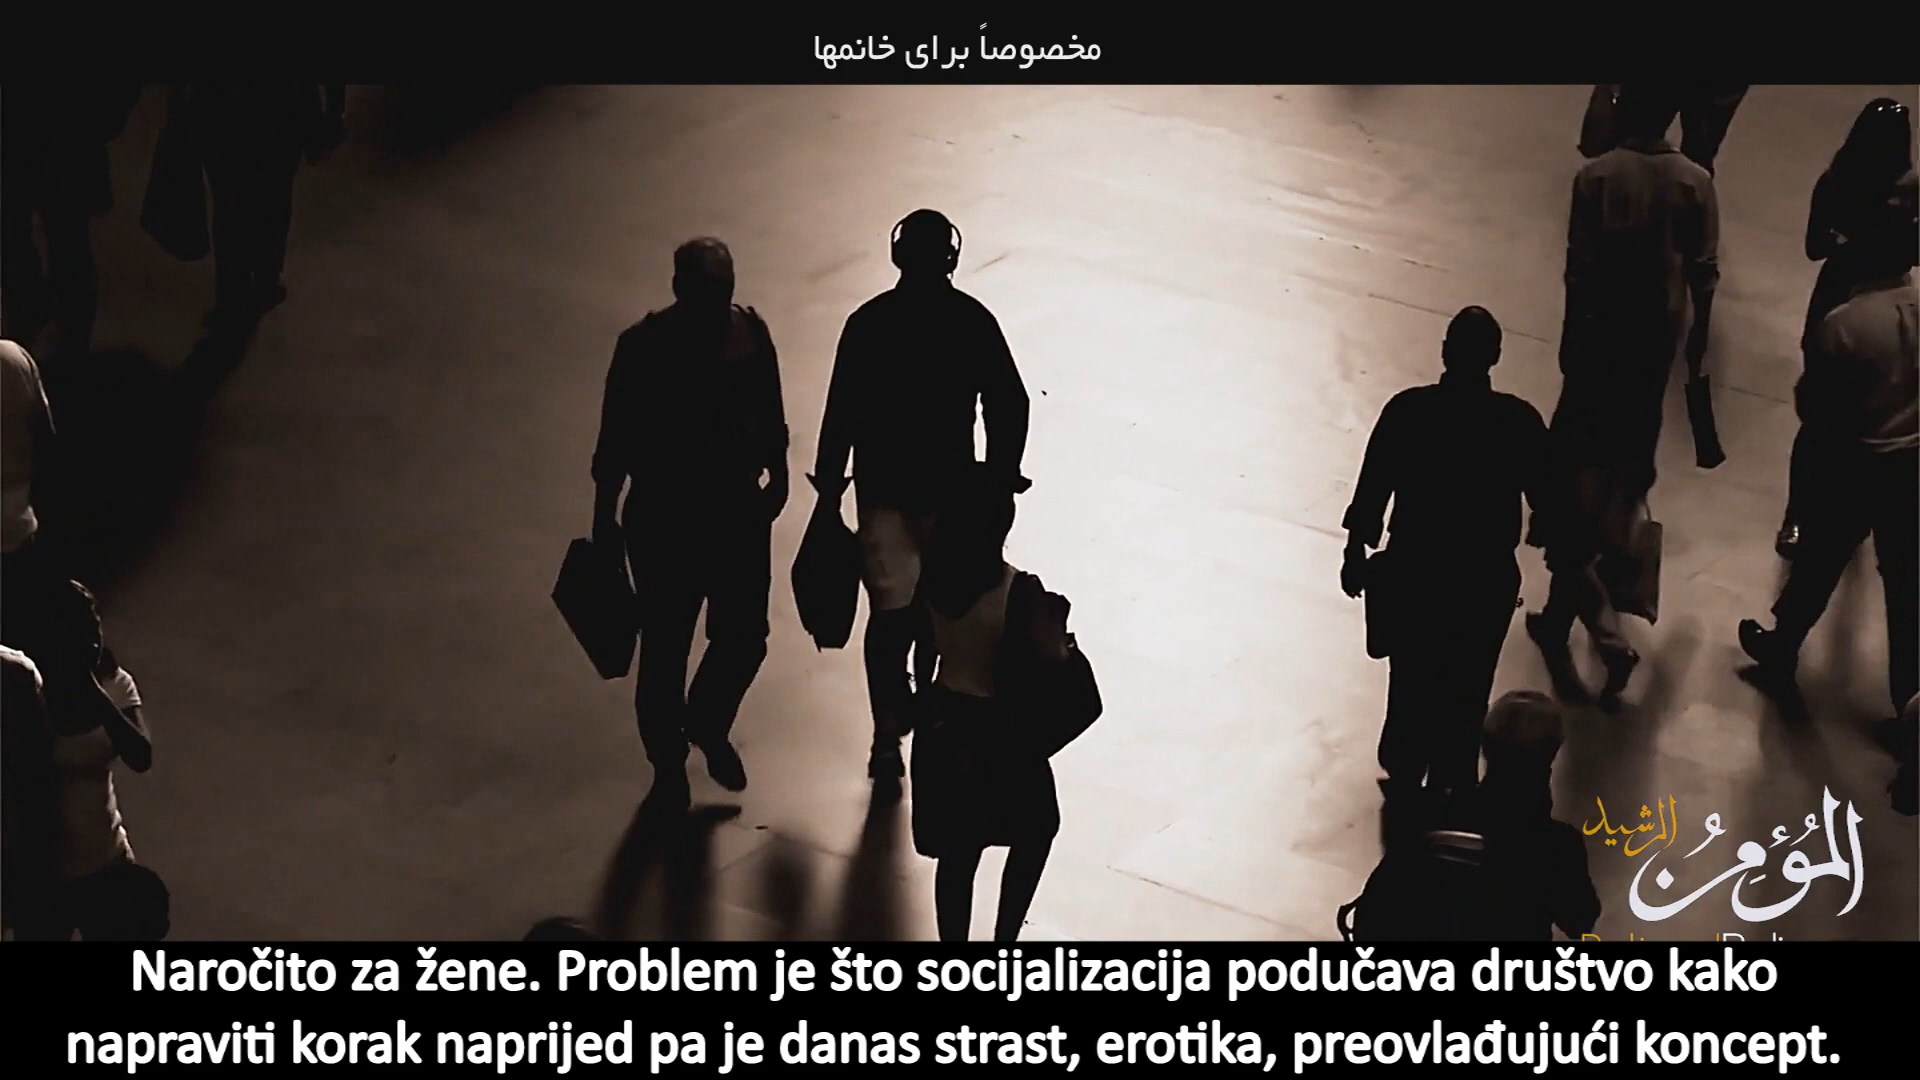 مخصوصاً برای خانمها
الرشید
المؤمن
Naročito za žene. Problem je što socijalizacija podučava društvo kako
napraviti korak naprijed pa je danas strast, erotika, preovlađujući koncept.